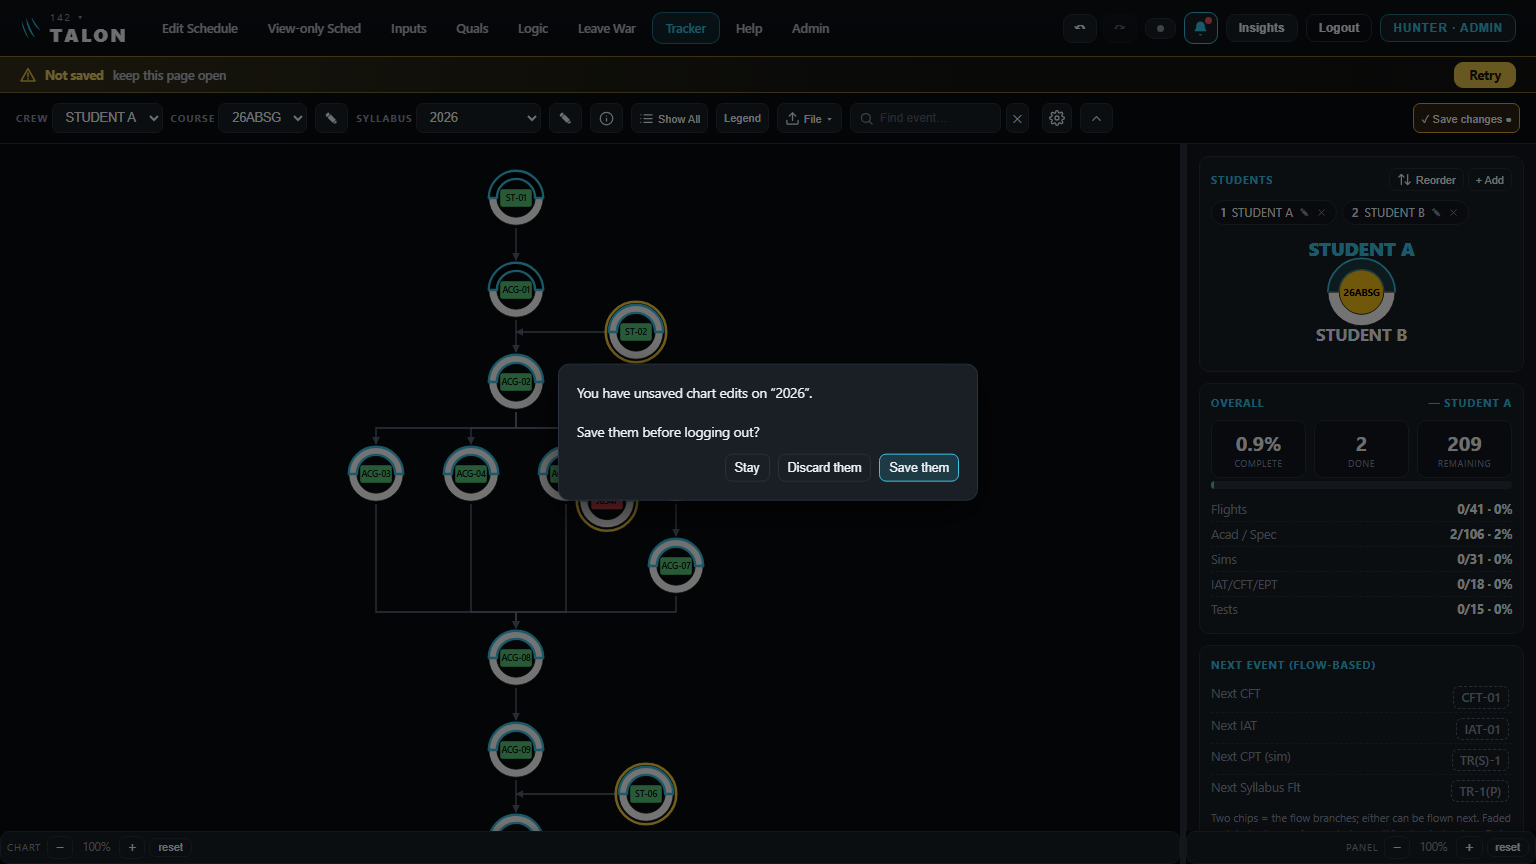 142
TALON
Edit Schedule
View-only Sched
Inputs
Quals
Logic
Leave War
Tracker
Help
Admin
Insights
Logout
HUNTER · ADMIN
Not saved keep this page open
Retry
CREW STUDENT A
COURSE 26ABSG
SYLLABUS 2026
Show All
Legend
File
Find event...
✓ Save changes
ST-01
ACG-01
ST-02
ACG-02
ACG-03
ACG-04
ACG-07
ACG-08
ACG-09
ST-06
You have unsaved chart edits on “2026”.
Save them before logging out?
Stay
Discard them
Save them
STUDENTS
Reorder
+ Add
1 STUDENT A
2 STUDENT B
STUDENT A
26ABSG
STUDENT B
OVERALL
— STUDENT A
0.9% COMPLETE
2 DONE
209 REMAINING
Flights 0/41 · 0%
Acad / Spec 2/106 · 2%
Sims 0/31 · 0%
IAT/CFT/EPT 0/18 · 0%
Tests 0/15 · 0%
NEXT EVENT (FLOW-BASED)
Next CFT CFT-01
Next IAT IAT-01
Next CPT (sim) TR(S)-1
Next Syllabus Flt TR-1(P)
Two chips = the flow branches; either can be flown next. Faded
CHART − 100% + reset
PANEL − 100% + reset